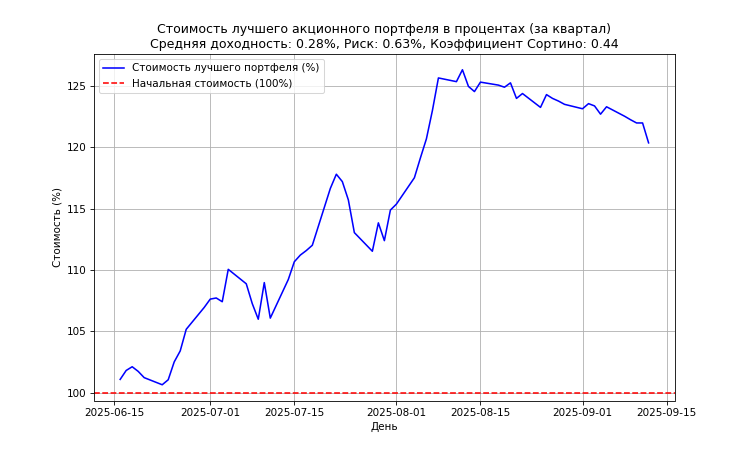 Стоимость лучшего акционного портфеля в процентах (за квартал)
Средняя доходность: 0.28%, Риск: 0.63%, Коэффициент Сортино: 0.44
Стоимость лучшего портфеля (%)
Начальная стоимость (100%)
Стоимость (%)
125
120
115
110
105
100
2025-06-15
2025-07-01
2025-07-15
2025-08-01
2025-08-15
2025-09-01
2025-09-15
День